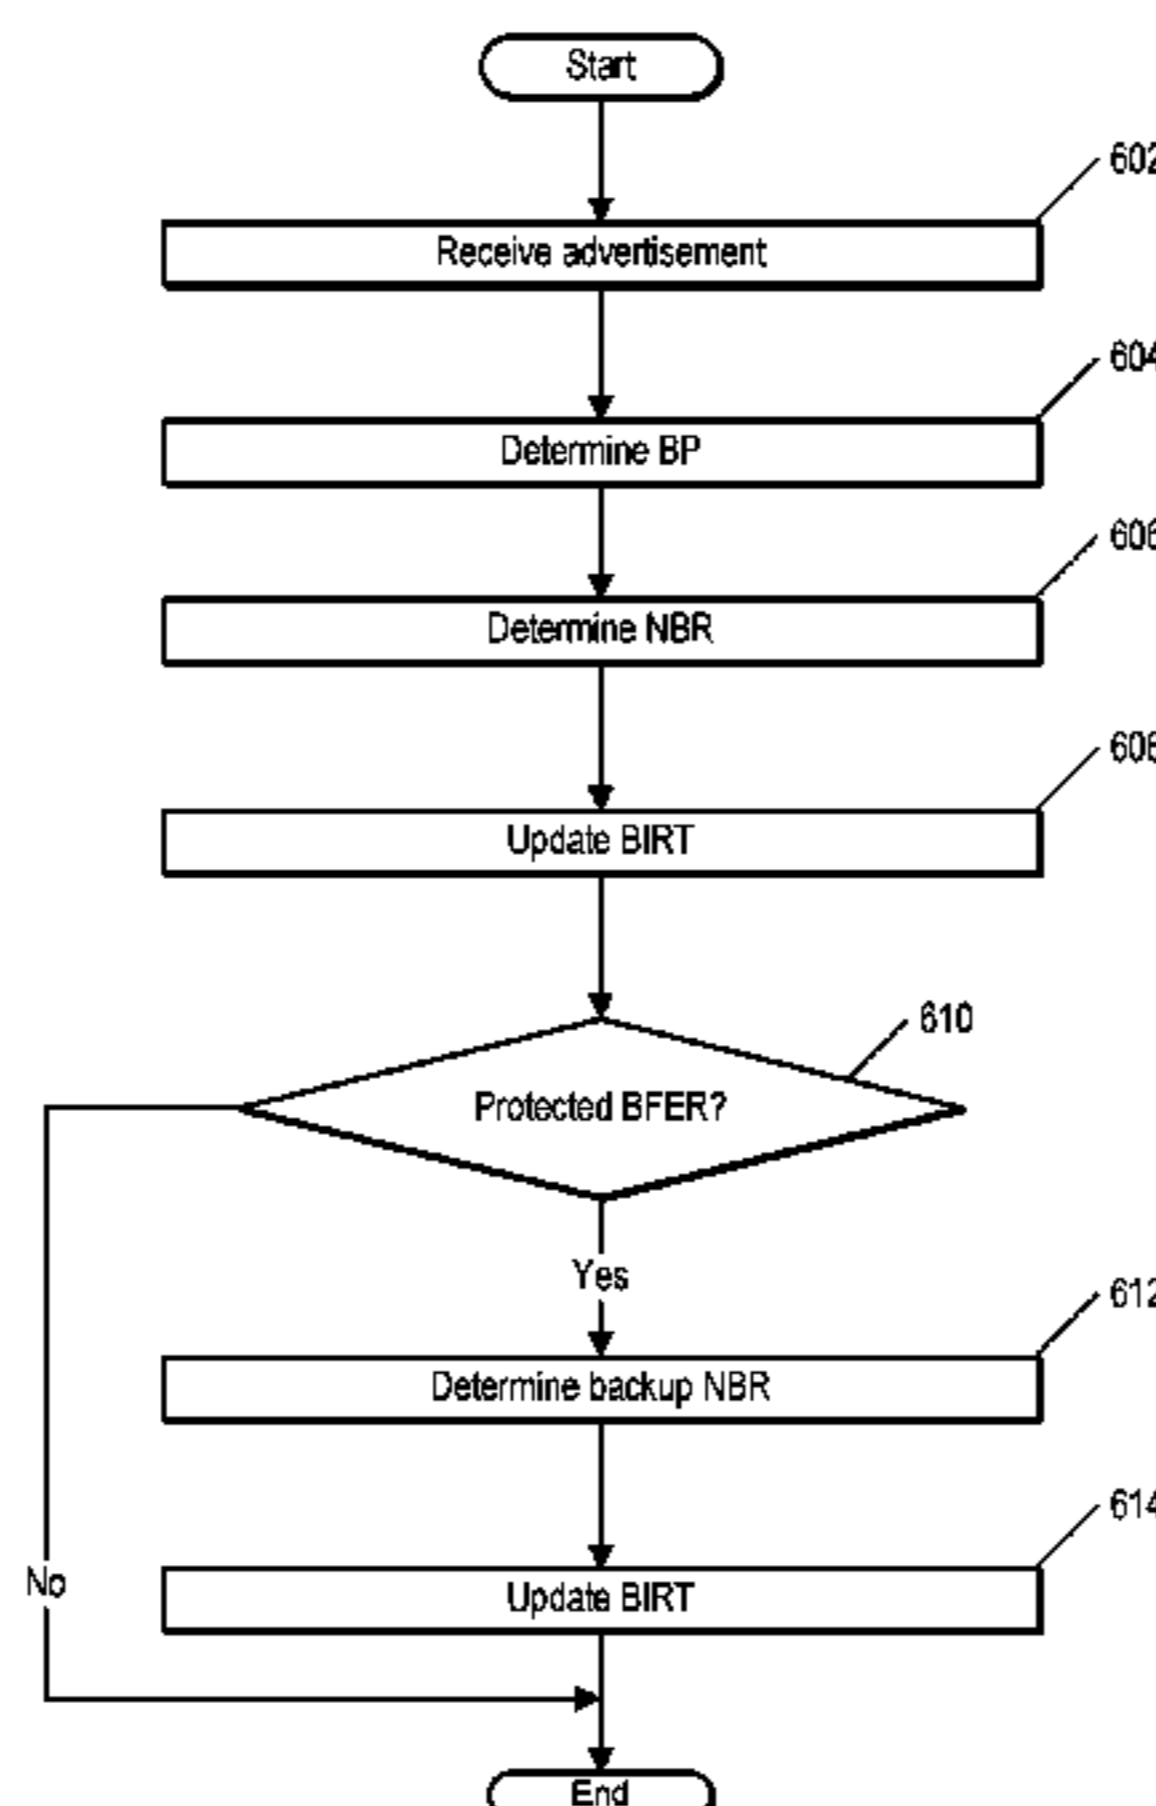 Start
602
Receive advertisement
604
Determine BP
606
Determine NBR
Update BIRT
610
Protected BFER?
Yes
612
Determine backup NBR
614
No
Update BIRT
End